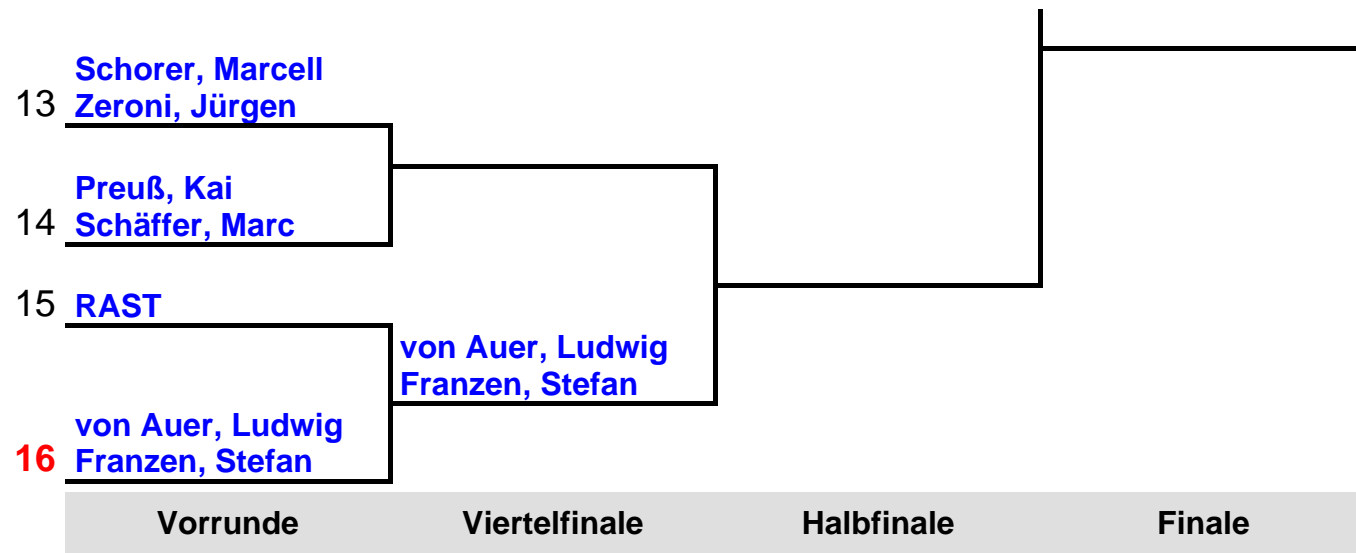 Schorer, Marcell
13 Zeroni, Jürgen
Preuß, Kai
14 Schäffer, Marc
15 RAST
von Auer, Ludwig
Franzen, Stefan
von Auer, Ludwig
16 Franzen, Stefan
Vorrunde Viertelfinale Halbfinale Finale